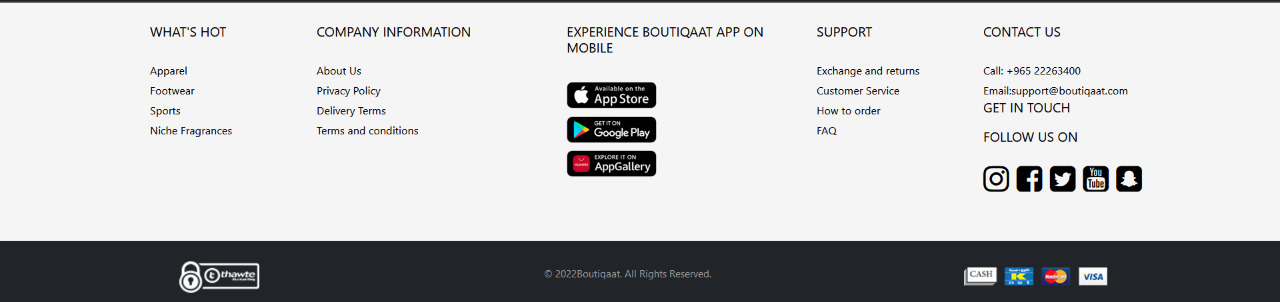 WHAT'S HOT
Apparel
Footwear
Sports
Niche Fragrances
COMPANY INFORMATION
About Us
Privacy Policy
Delivery Terms
Terms and conditions
EXPERIENCE BOUTIQAAT APP ON
MOBILE
Available on the
App Store
GET IT ON
Google Play
EXPLORE IT ON
AppGallery
SUPPORT
Exchange and returns
Customer Service
How to order
FAQ
CONTACT US
Call: +965 22263400
Email:support@boutiqaat.com
GET IN TOUCH
FOLLOW US ON
You
Tube
thawte
© 2022Boutiqaat. All Rights Reserved.
CASH
K
net
MasterCard
VISA